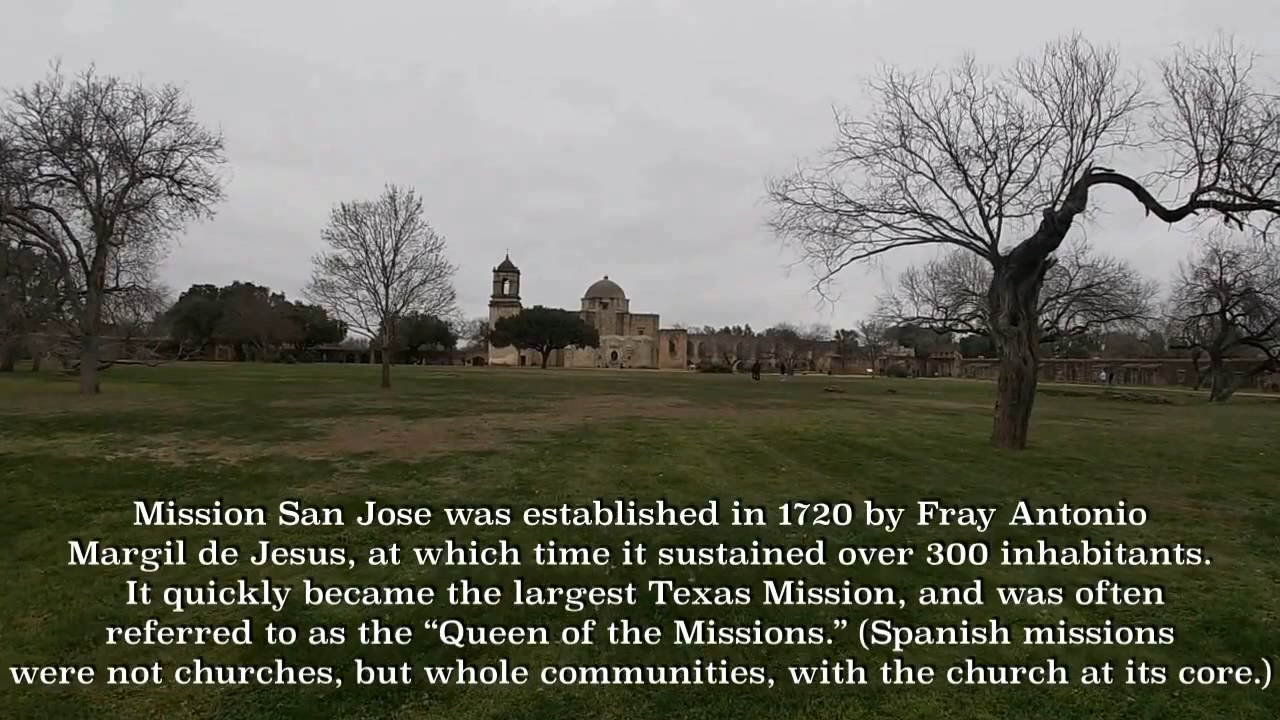 Mission San Jose was established in 1720 by Fray Antonio
Margil de Jesus, at which time it sustained over 300 inhabitants.
It quickly became the largest Texas Mission, and was often
referred to as the “Queen of the Missions.” (Spanish missions
were not churches, but whole communities, with the church at its core.)